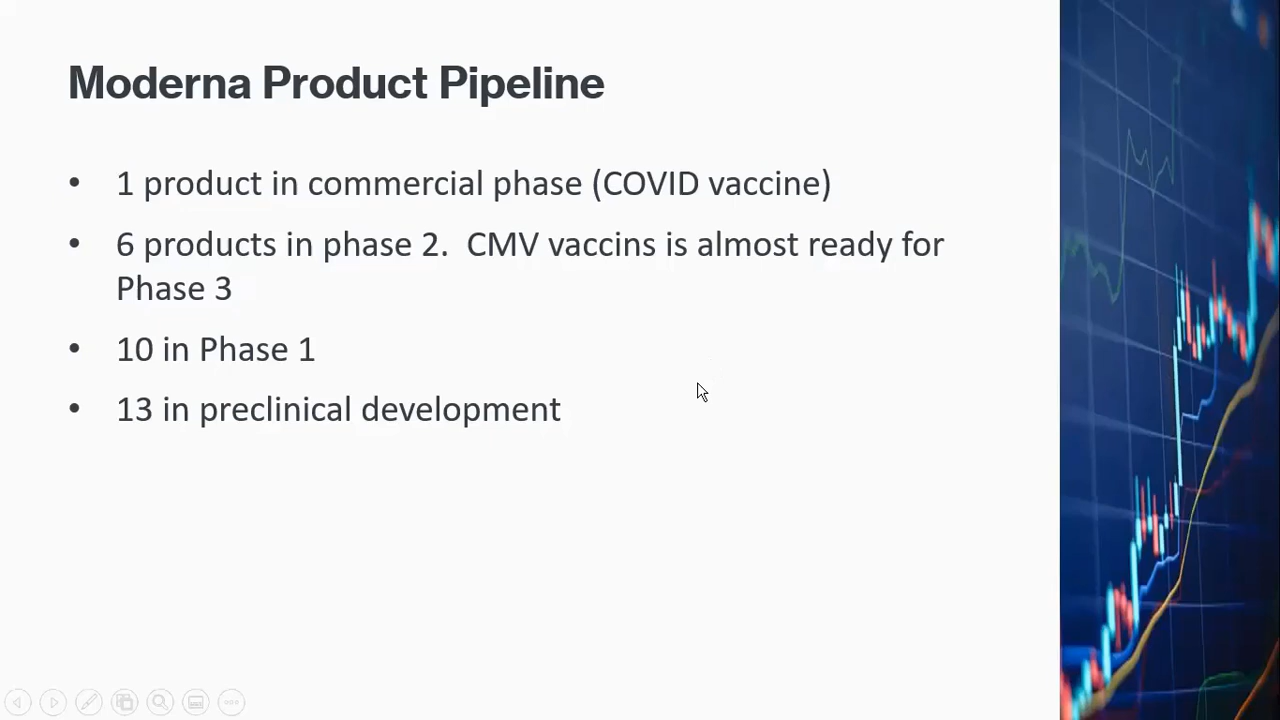 Moderna Product Pipeline
• 1 product in commercial phase (COVID vaccine)
• 6 products in phase 2.  CMV vaccins is almost ready for
Phase 3
• 10 in Phase 1
• 13 in preclinical development